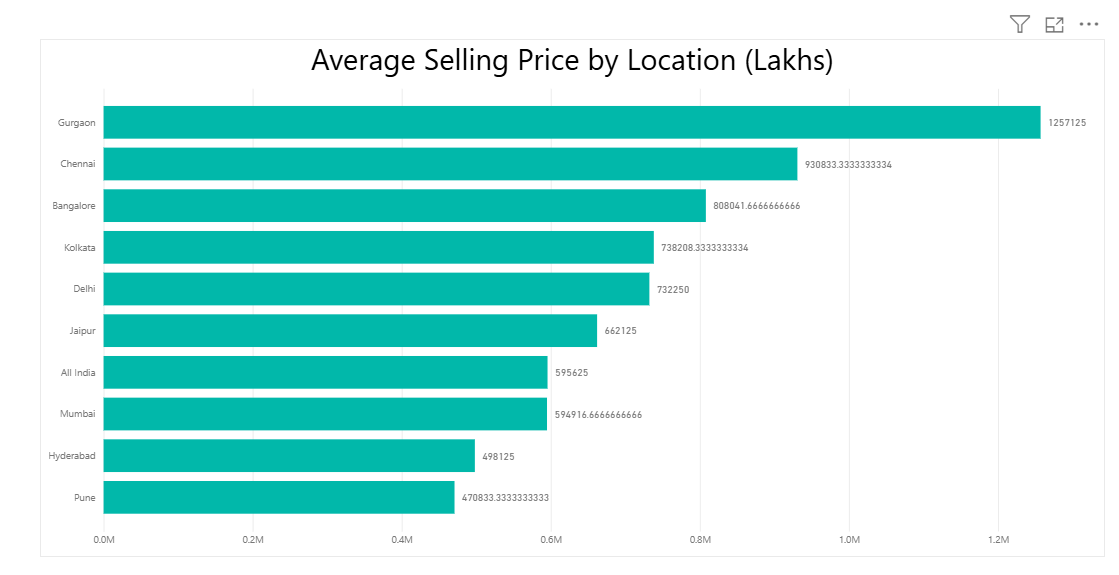 Average Selling Price by Location (Lakhs)
Gurgaon 1257125
Chennai 930833.3333333334
Bangalore 808041.6666666666
Kolkata 738208.3333333334
Delhi 732250
Jaipur 662125
All India 595625
Mumbai 594916.6666666666
Hyderabad 498125
Pune 470833.3333333333
0.0M 0.2M 0.4M 0.6M 0.8M 1.0M 1.2M